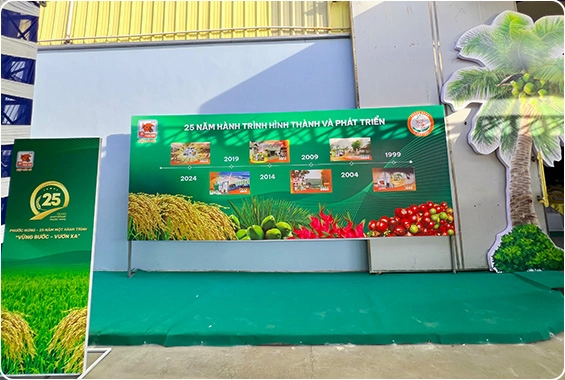 25 NĂM HÀNH TRÌNH HÌNH THÀNH VÀ PHÁT TRIỂN
2024
2019
2014
2009
2004
1999
25
PHƯỚC HƯNG - 25 NĂM MỘT HÀNH TRÌNH
"VỮNG BƯỚC - VƯƠN XA"